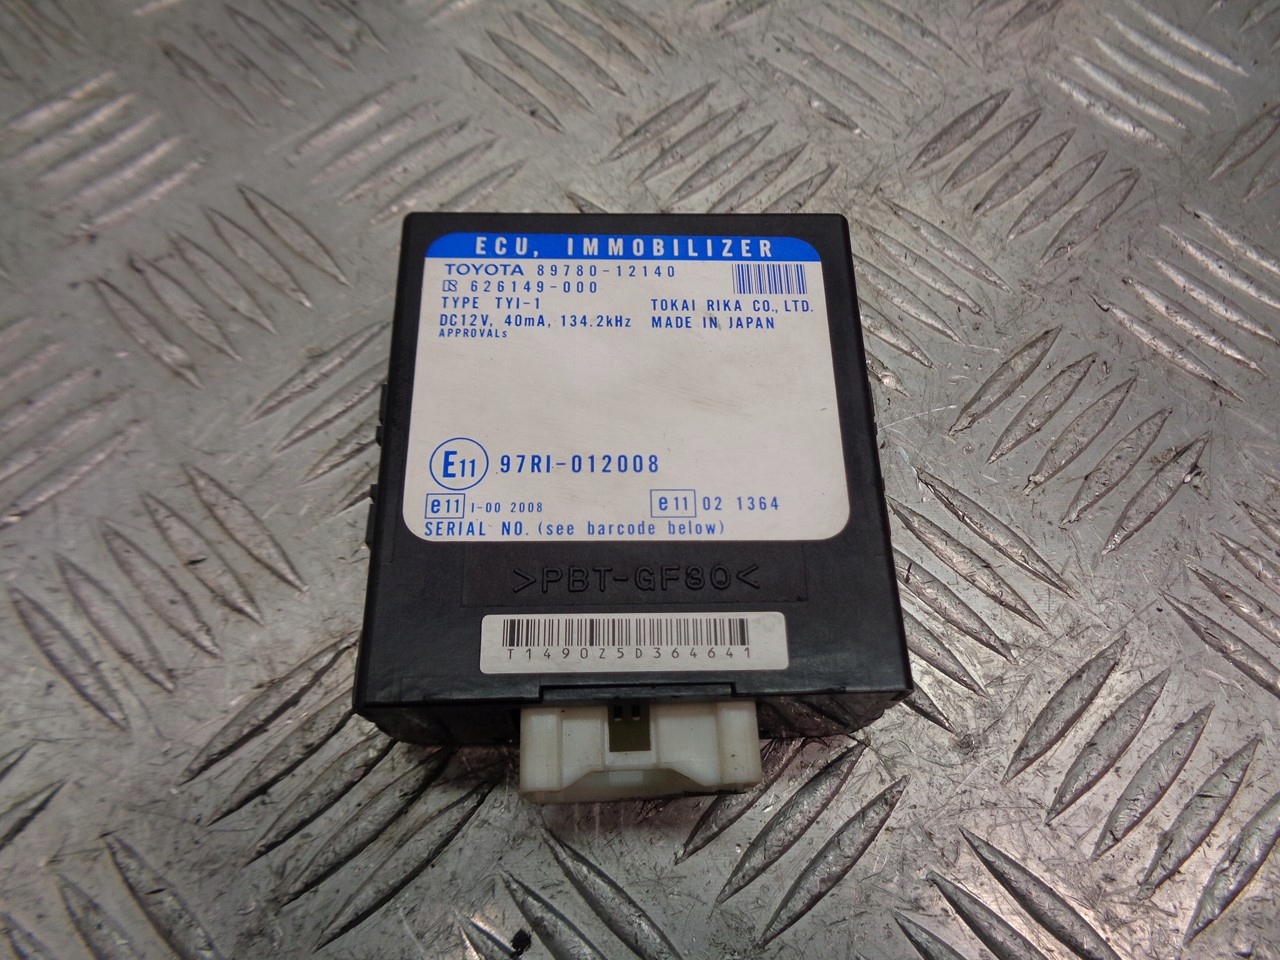 ECU, IMMOBILIZER
TOYOTA 89780-12140
R 626149-000
TYPE TYI-1 TOKAI RIKA CO., LTD.
DC12V, 40mA, 134.2kHz MADE IN JAPAN
APPROVALs
E11 97RI-012008
e11 I-00 2008 e11 02 1364
SERIAL NO. (see barcode below)
>PBT-GF30<
T1490Z5D364641